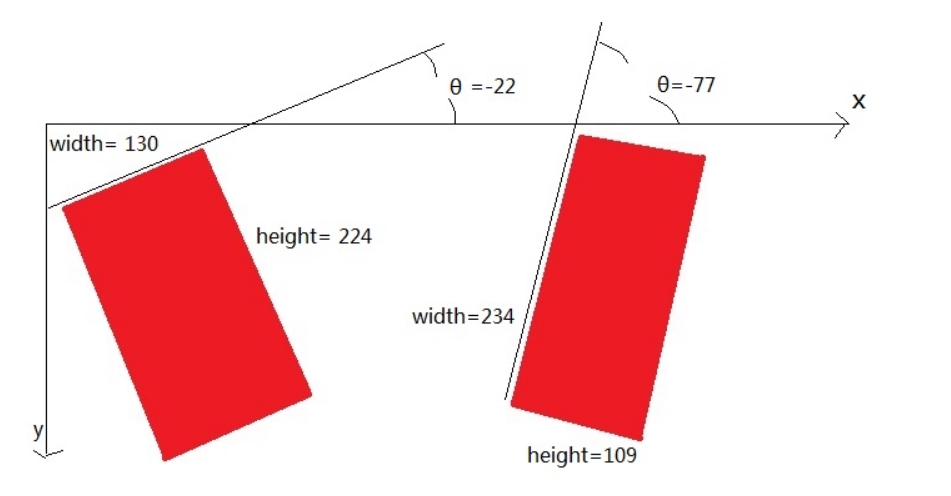 θ =-22
θ=-77
x
width= 130
height= 224
width=234
y
height=109